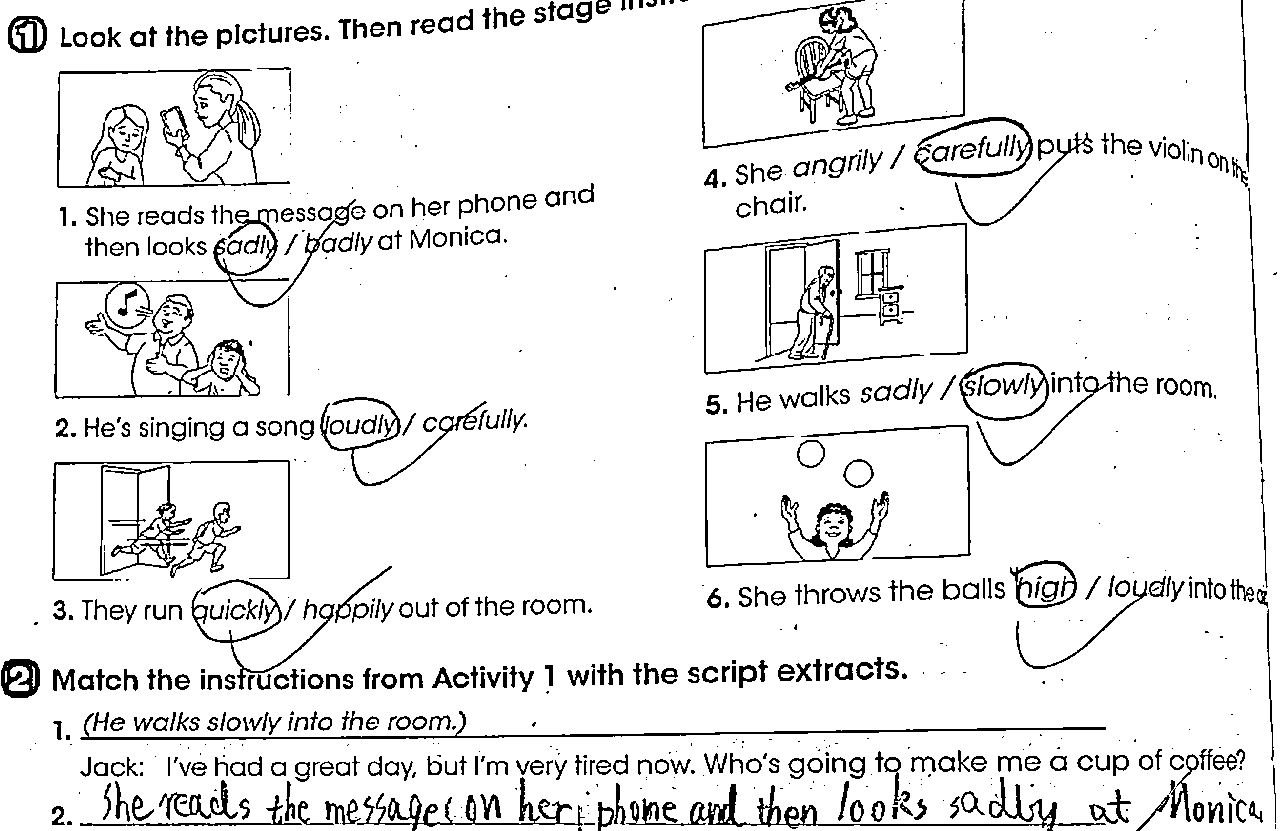 1 Look at the pictures. Then read the stage
1. She reads the message on her phone and
then looks sadly / badly at Monica.
2. He's singing a song loudly / carefully.
3. They run quickly / happily out of the room.
4. She angrily / carefully puts the violin on the
chair.
5. He walks sadly / slowly into the room.
6. She throws the balls high / loudly into the
2 Match the instructions from Activity 1 with the script extracts.
1. (He walks slowly into the room.)
Jack: I've had a great day, but I'm very tired now. Who's going to make me a cup of coffee?
2. She reads the messages on her phone and then looks sadly at Monica